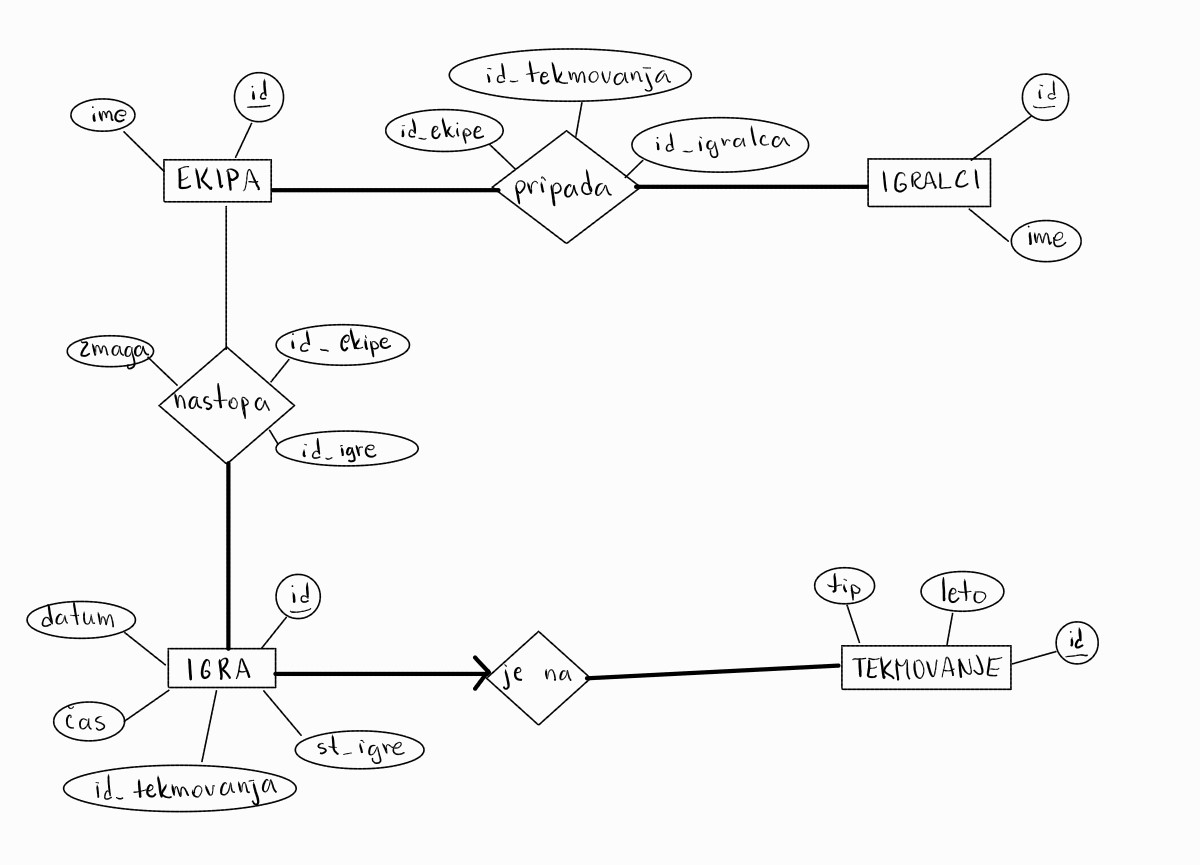 id_tekmovanja
id
id
ime
id_ekipe
id_igralca
EKIPA
pripada
IGRALCI
ime
zmaga
id_ekipe
nastopa
id_igre
tip
leto
id
datum
id
IGRA
je na
TEKMOVANJE
čas
st_igre
id_tekmovanja